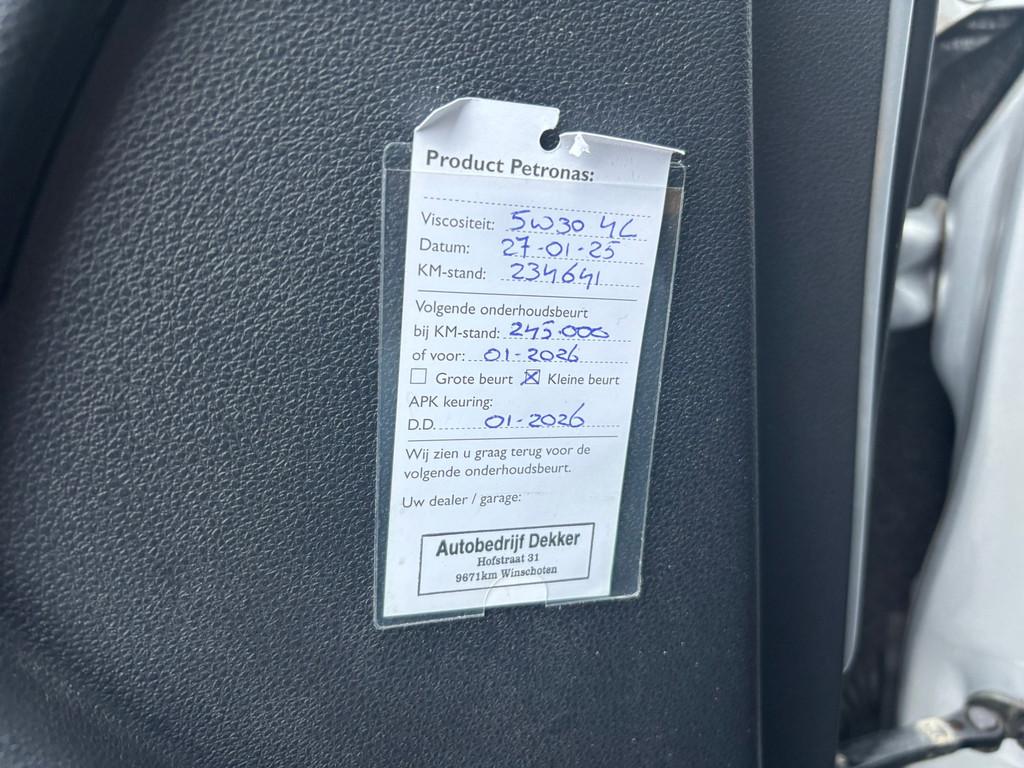 Product Petronas:
Viscositeit: 5W30 4L
Datum: 27-01-25
KM-stand: 234641
Volgende onderhoudsbeurt
bij KM-stand: 245.000
of voor: 01-2026
Grote beurt Kleine beurt
APK keuring:
D.D. 01-2026
Wij zien u graag terug voor de
volgende onderhoudsbeurt.
Uw dealer / garage:
Autobedrijf Dekker
Hofstraat 31
9671km Winschoten